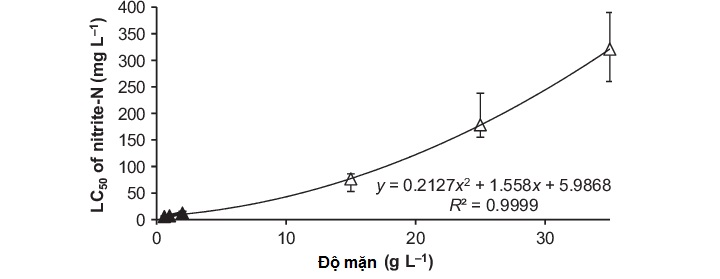 400
350
300
250
200
150
100
50
0
LC₅₀ of nitrite-N (mg L⁻¹)
y = 0.2127x² + 1.558x + 5.9868
R² = 0.9999
0 10 20 30
Độ mặn (g L⁻¹)